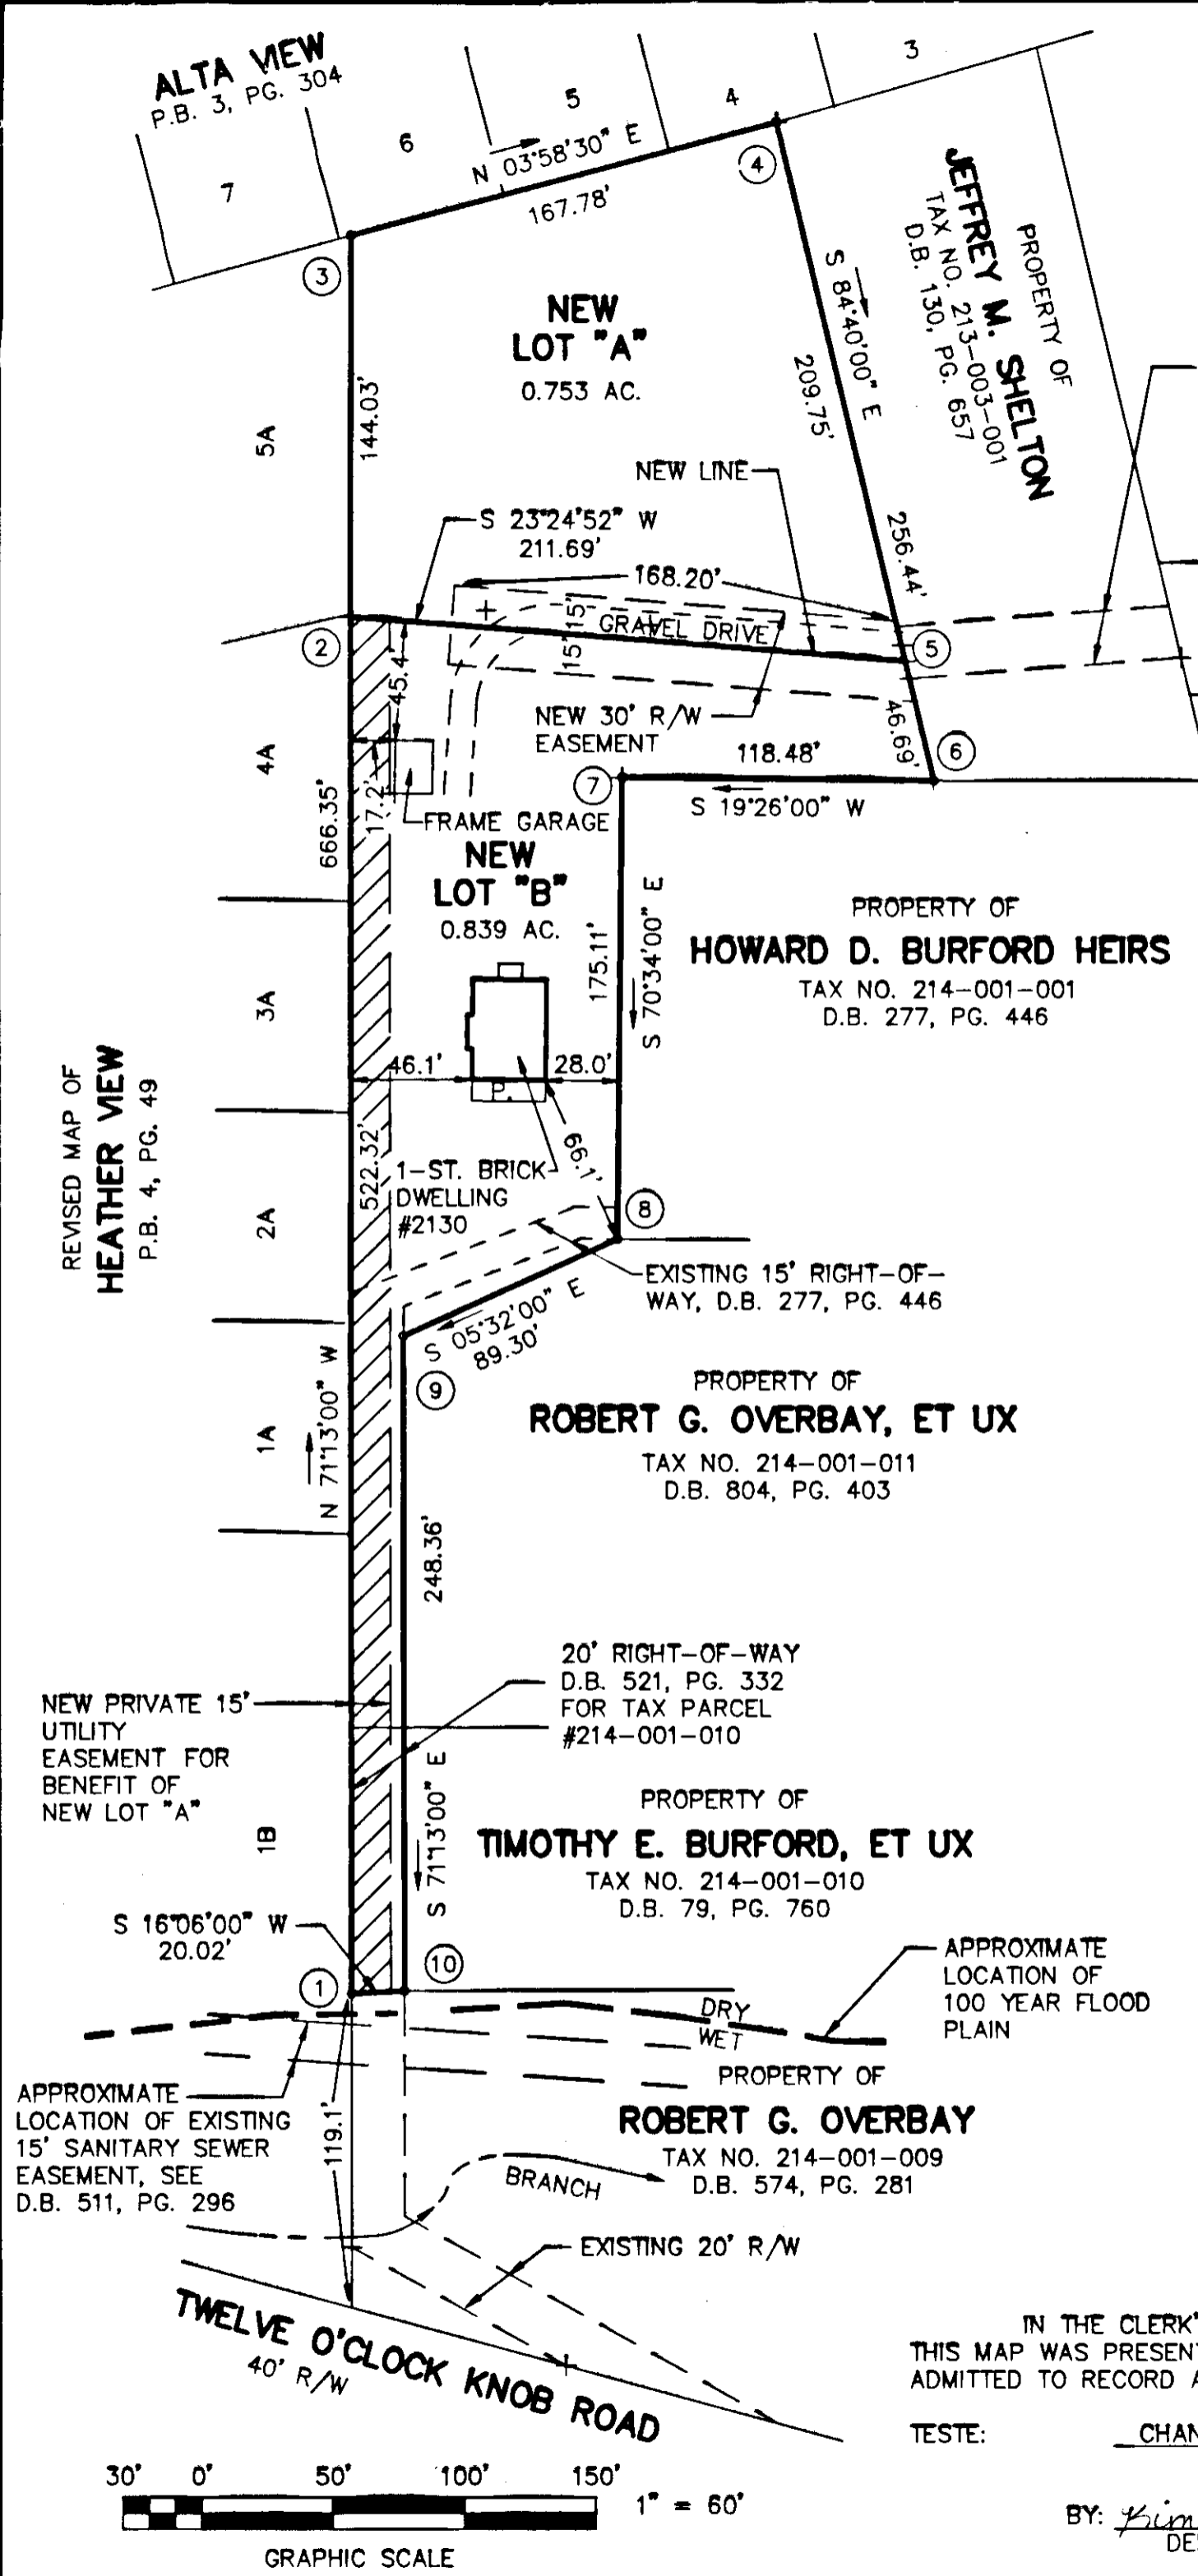 ALTA VIEW
P.B. 3, PG. 304
7
6
5
4
3
N 03°58'30" E
167.78'
4
3
PROPERTY OF
JEFFREY M. SHELTON
TAX NO. 213-003-001
D.B. 130, PG. 657
S 84°40'00" E
209.75'
256.44'
NEW
LOT "A"
0.753 AC.
144.03'
5A
NEW LINE
S 23°24'52" W
211.69'
168.20'
15'
15'
GRAVEL DRIVE
2
5
45.4'
46.69'
NEW 30' R/W
EASEMENT
118.48'
6
7
S 19°26'00" W
4A
17.2'
666.35'
FRAME GARAGE
NEW
LOT "B"
0.839 AC.
175.11'
S 70°34'00" E
PROPERTY OF
HOWARD D. BURFORD HEIRS
TAX NO. 214-001-001
D.B. 277, PG. 446
3A
REVISED MAP OF
HEATHER VIEW
P.B. 4, PG. 49
46.1'
28.0'
P.
66.1'
522.32'
1-ST. BRICK
DWELLING
#2130
2A
8
EXISTING 15' RIGHT-OF-
WAY, D.B. 277, PG. 446
S 05°32'00" E
89.30'
9
PROPERTY OF
ROBERT G. OVERBAY, ET UX
TAX NO. 214-001-011
D.B. 804, PG. 403
1A
N 71°13'00" W
248.36'
20' RIGHT-OF-WAY
D.B. 521, PG. 332
FOR TAX PARCEL
#214-001-010
NEW PRIVATE 15'
UTILITY
EASEMENT FOR
BENEFIT OF
NEW LOT "A"
S 71°13'00" E
PROPERTY OF
TIMOTHY E. BURFORD, ET UX
TAX NO. 214-001-010
D.B. 79, PG. 760
1B
S 16°06'00" W
20.02'
1
10
APPROXIMATE
LOCATION OF
100 YEAR FLOOD
PLAIN
DRY
WET
PROPERTY OF
ROBERT G. OVERBAY
TAX NO. 214-001-009
D.B. 574, PG. 281
APPROXIMATE
LOCATION OF EXISTING
15' SANITARY SEWER
EASEMENT, SEE
D.B. 511, PG. 296
119.1'
BRANCH
EXISTING 20' R/W
TWELVE O'CLOCK KNOB ROAD
40' R/W
IN THE CLERK'
THIS MAP WAS PRESENT
ADMITTED TO RECORD A
TESTE: CHAN
BY: Kim
DE
30' 0' 50' 100' 150'
1" = 60'
GRAPHIC SCALE